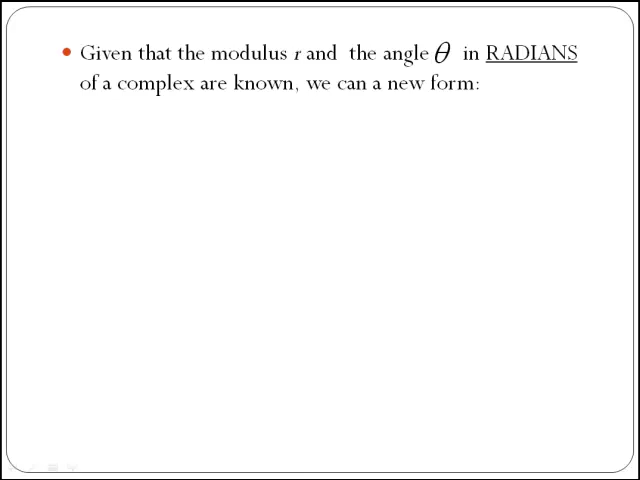 Given that the modulus r and the angle θ in RADIANS
of a complex are known, we can a new form: